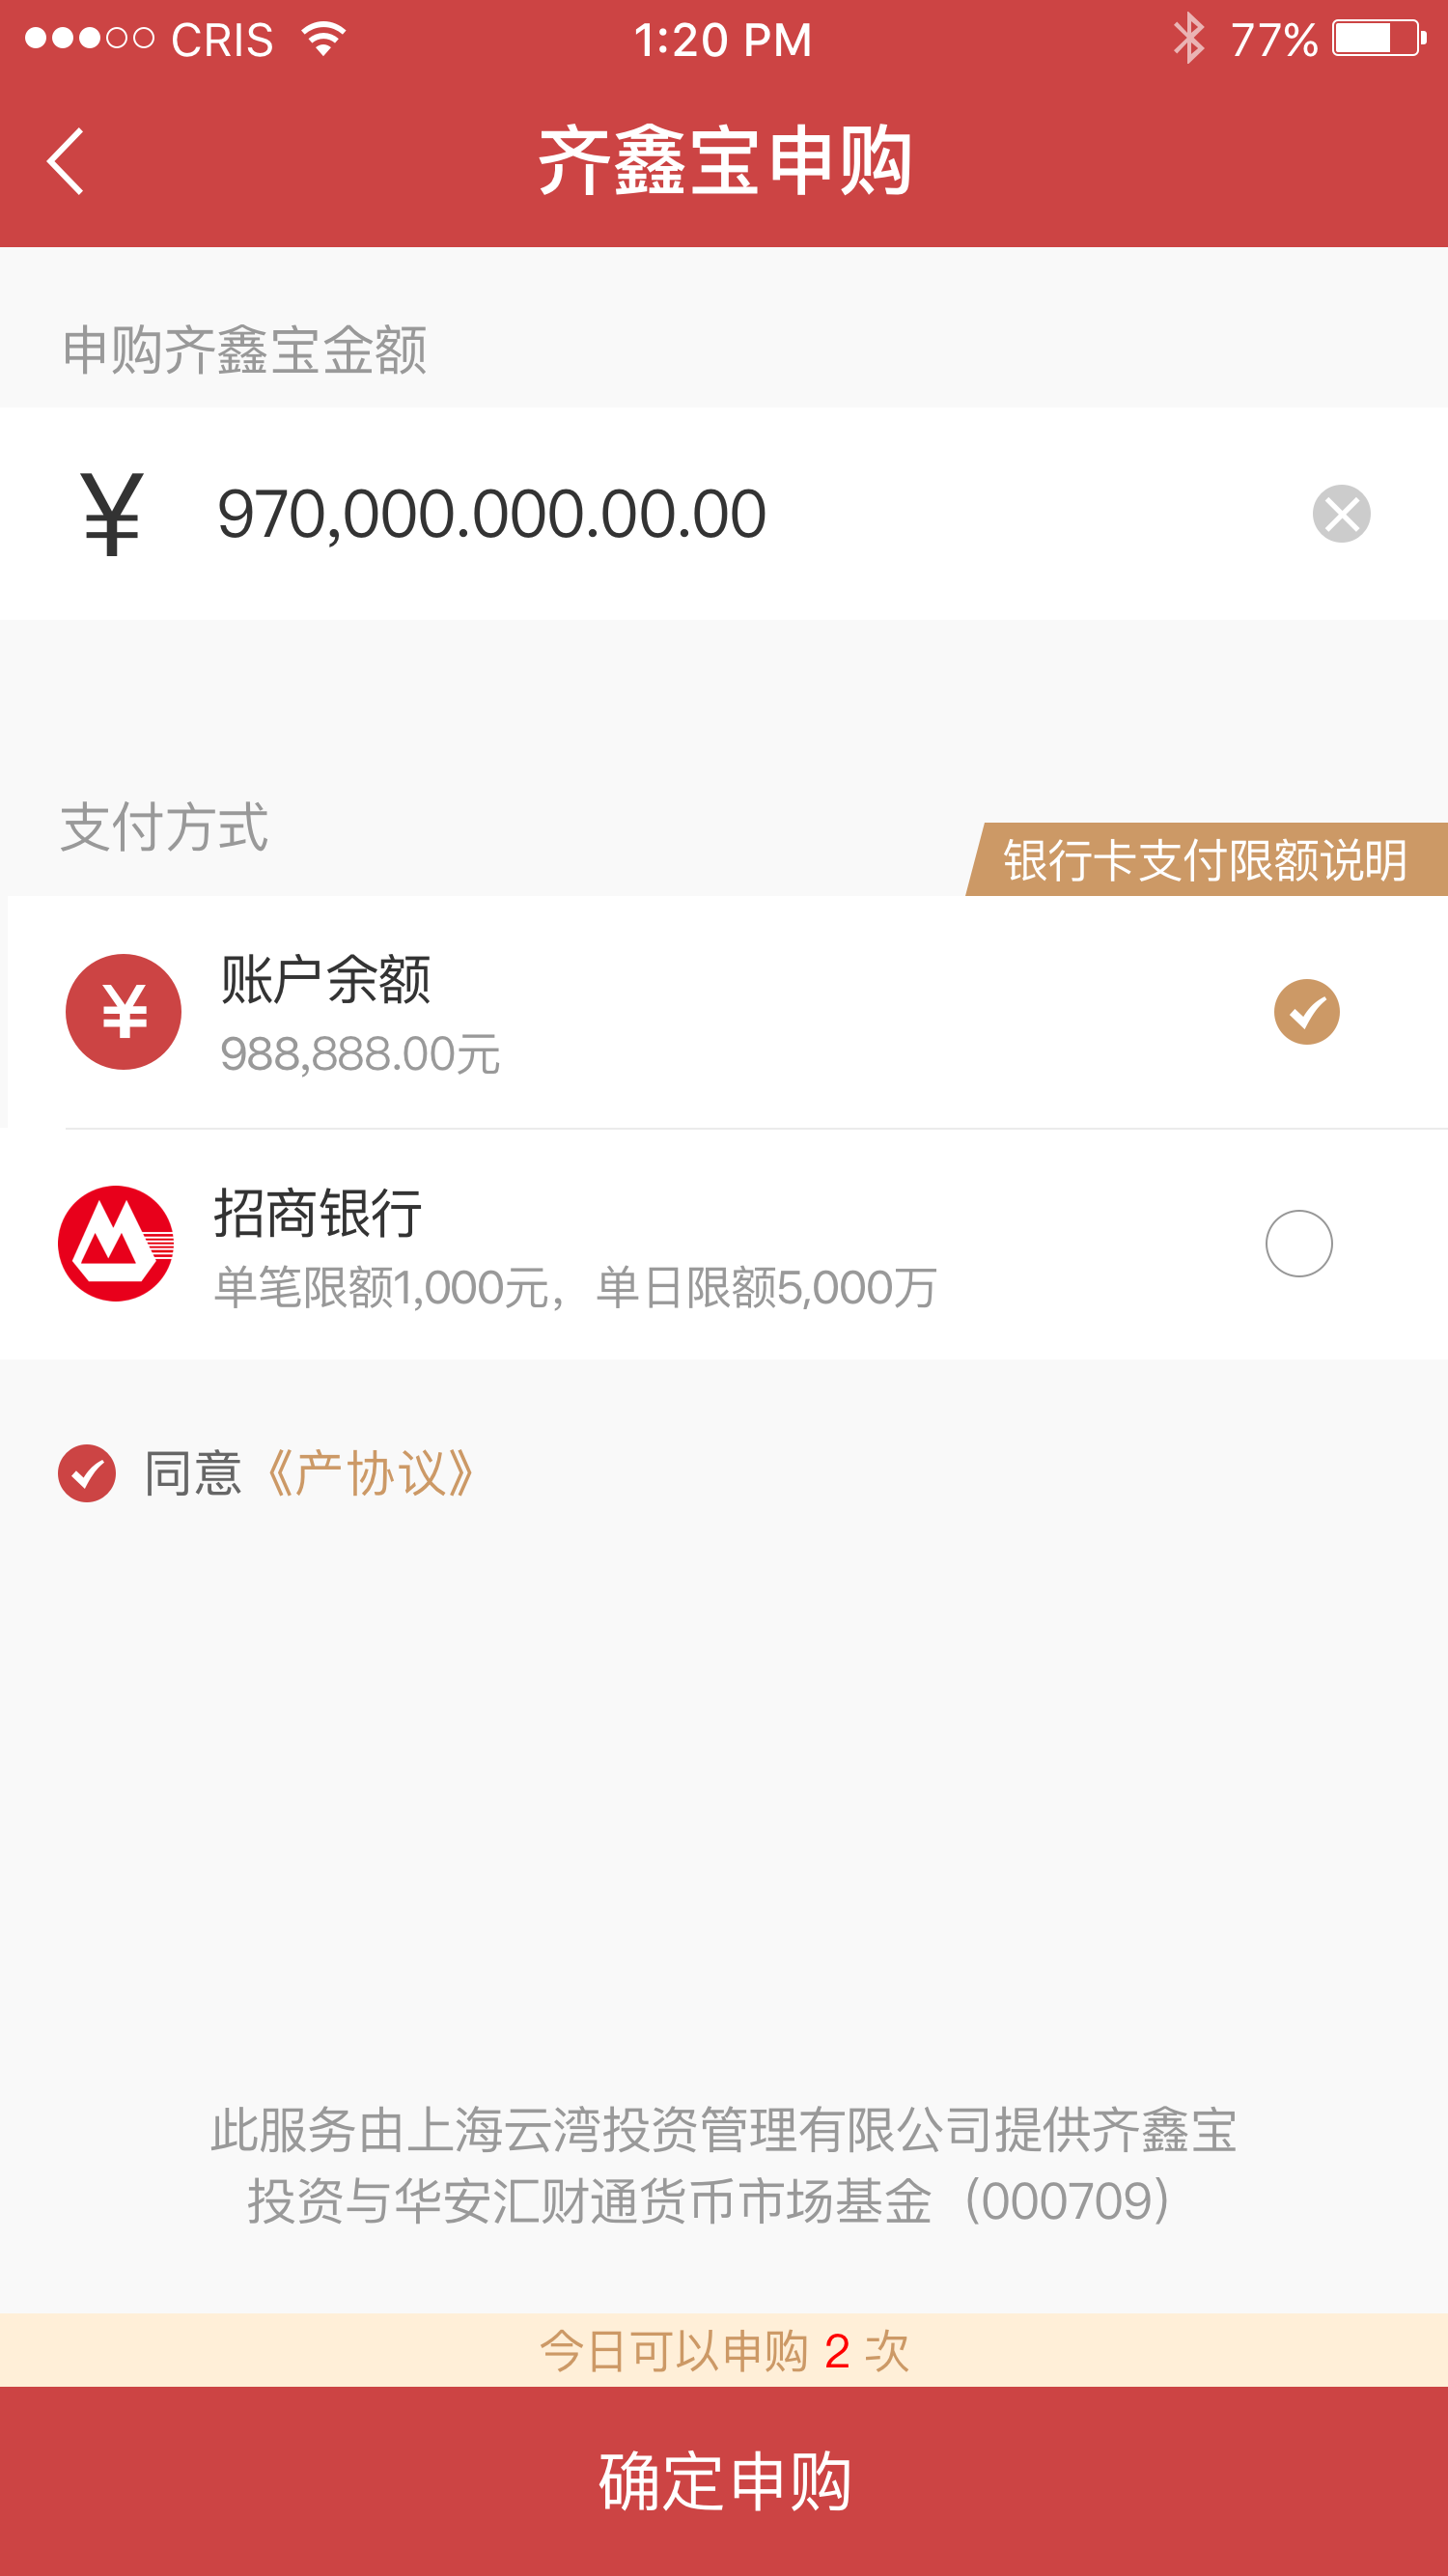 CRIS 1:20 PM 77%
齐鑫宝申购
申购齐鑫宝金额
¥ 970,000.000.00.00
支付方式
银行卡支付限额说明
¥
账户余额
988,888.00元
招商银行
单笔限额1,000元，单日限额5,000万
同意《产协议》
此服务由上海云湾投资管理有限公司提供齐鑫宝
投资与华安汇财通货币市场基金（000709）
今日可以申购 2 次
确定申购